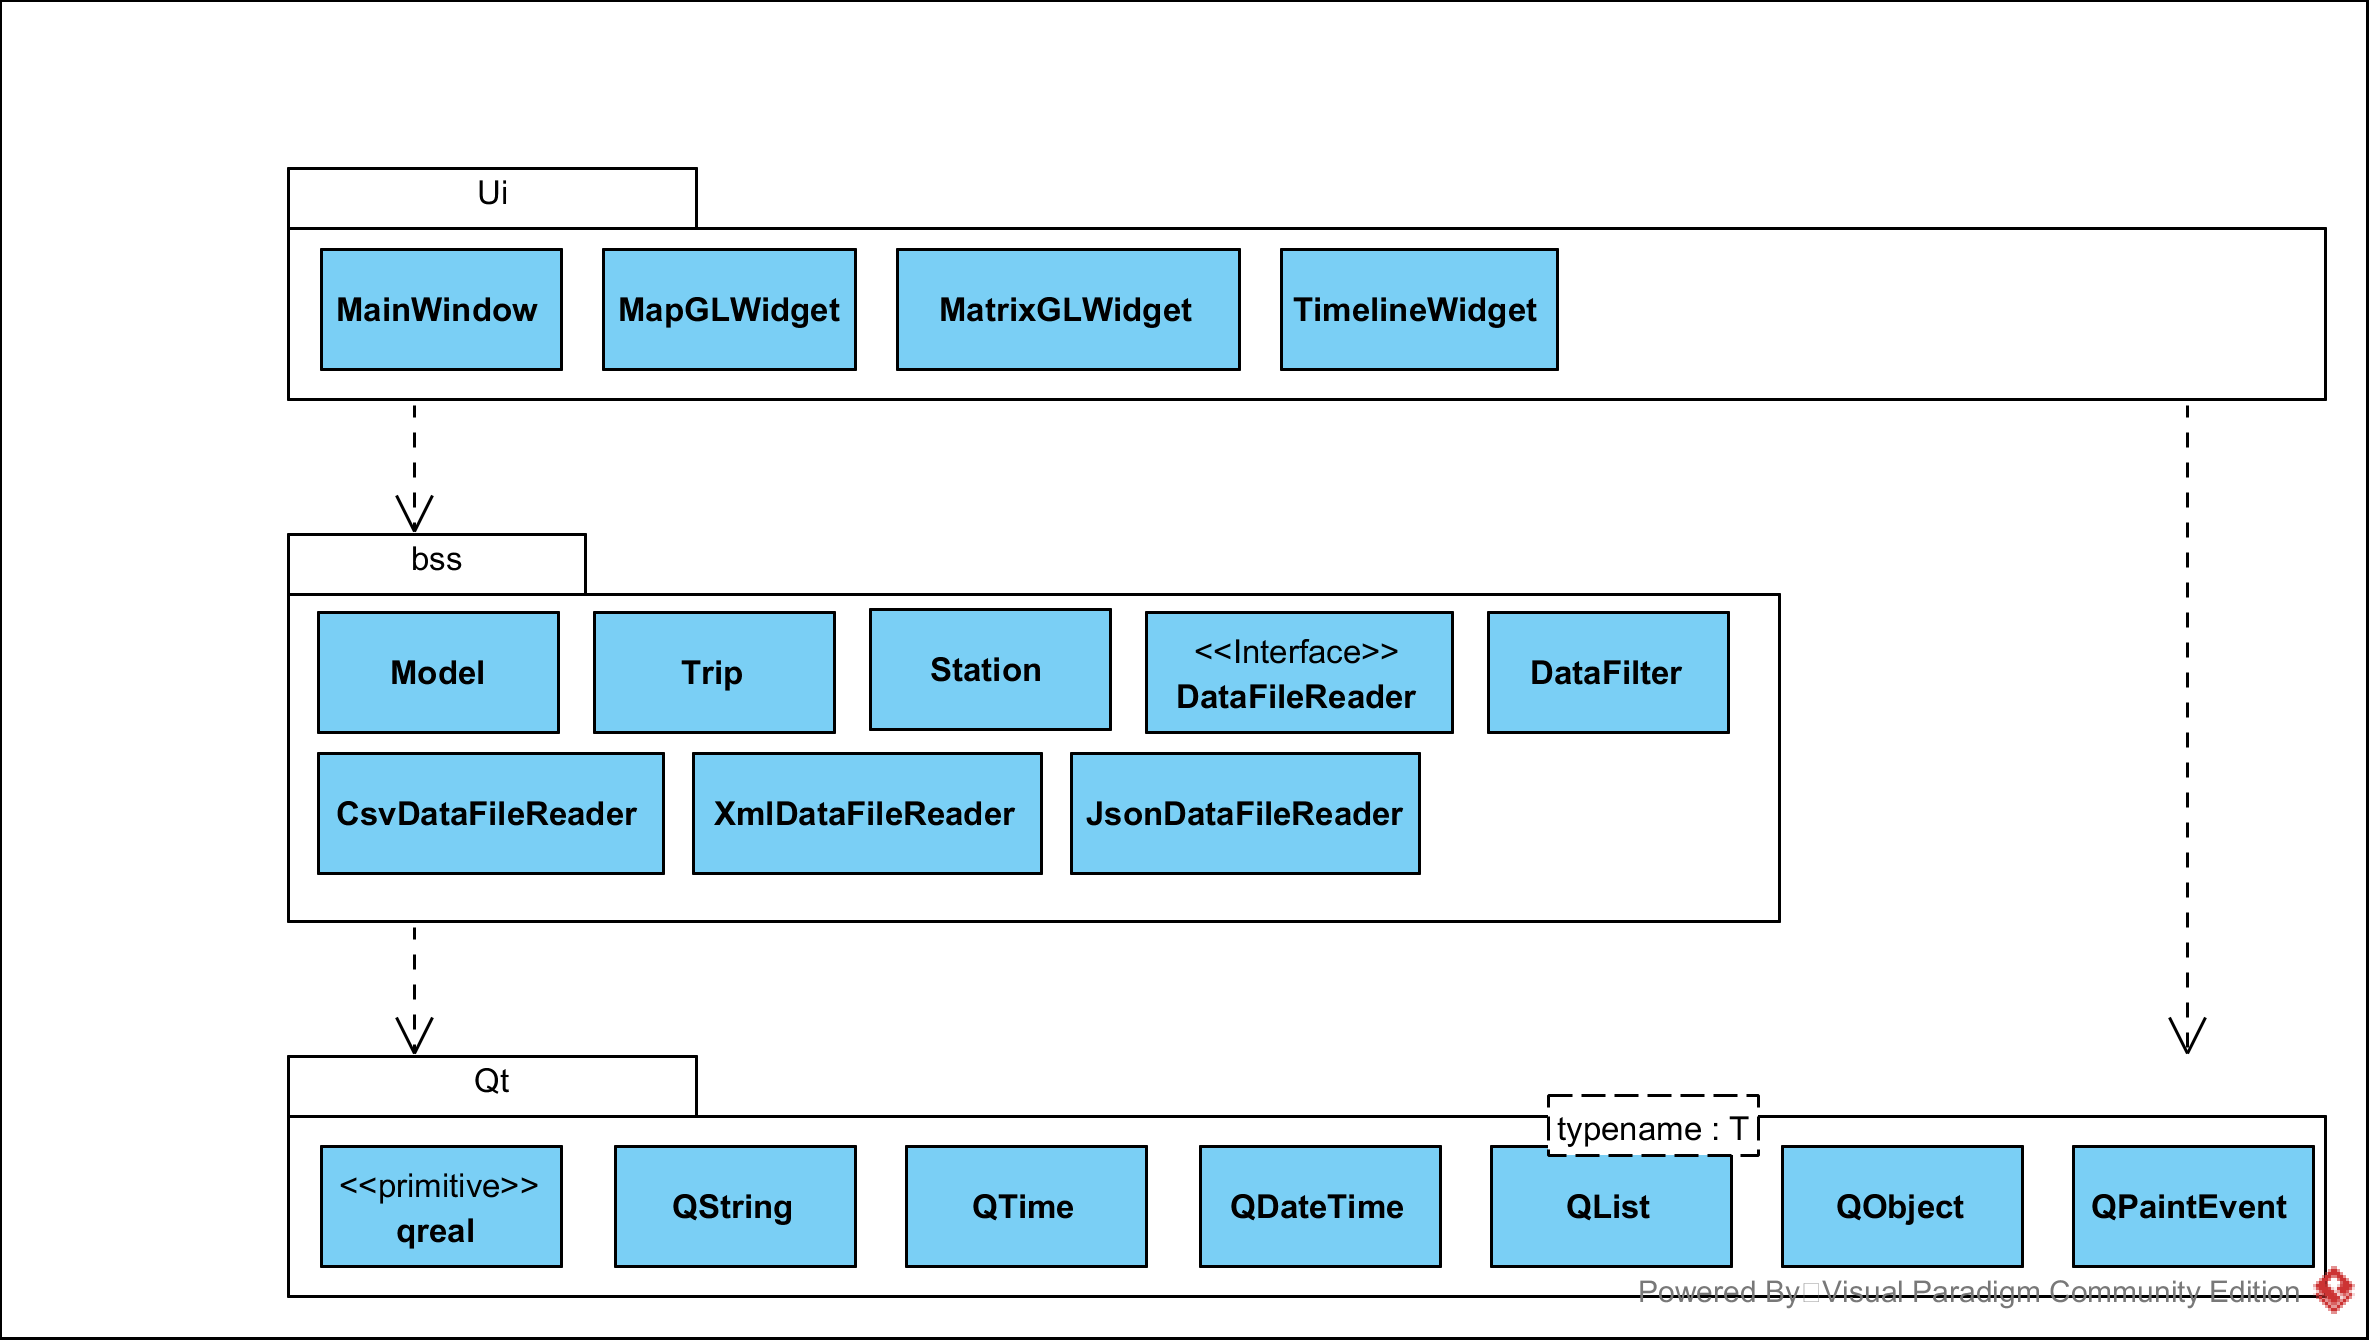 Ui
MainWindow
MapGLWidget
MatrixGLWidget
TimelineWidget
bss
Model
Trip
Station
<<Interface>>
DataFileReader
DataFilter
CsvDataFileReader
XmlDataFileReader
JsonDataFileReader
Qt
typename : T
<<primitive>>
qreal
QString
QTime
QDateTime
QList
QObject
QPaintEvent
Powered By Visual Paradigm Community Edition